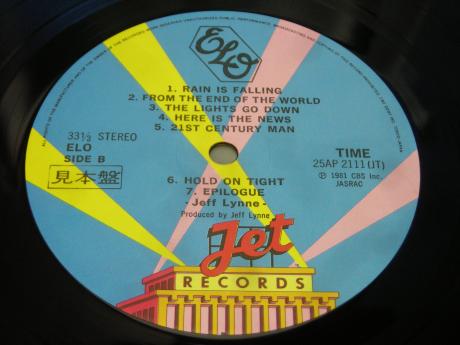 ELO
1. RAIN IS FALLING
2. FROM THE END OF THE WORLD
3. THE LIGHTS GO DOWN
4. HERE IS THE NEWS
5. 21ST CENTURY MAN
33⅓ STEREO
ELO
SIDE B
見本盤
TIME
25AP 2111(JT)
Ⓟ 1981 CBS Inc.
JASRAC
6. HOLD ON TIGHT
7. EPILOGUE
- Jeff Lynne -
Produced by Jeff Lynne
Jet
RECORDS